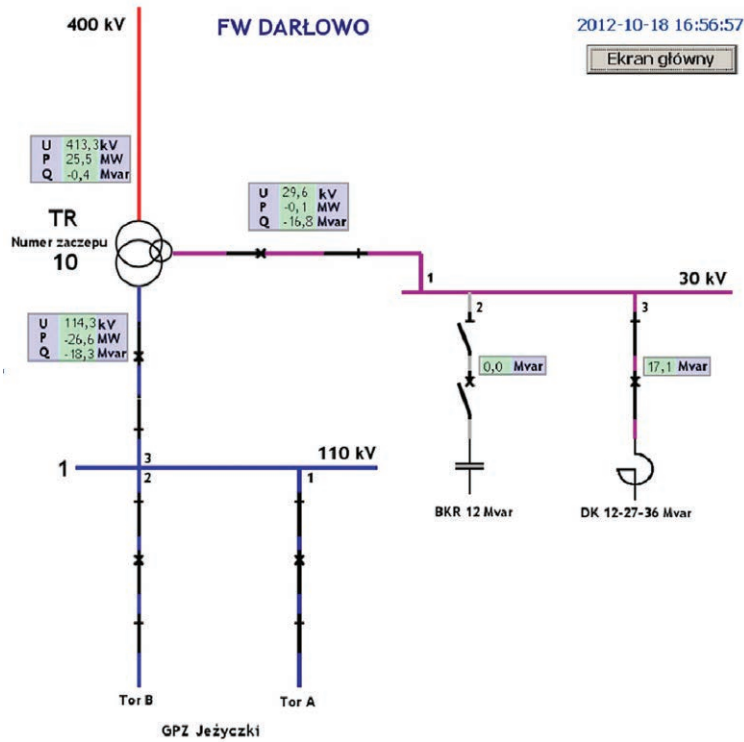 400 kV
FW DARŁOWO
2012-10-18 16:56:57
Ekran główny
U 413,3 kV
P 25,5 MW
Q -0,4 Mvar
U 29,6 kV
P -0,1 MW
Q -16,8 Mvar
TR
Numer zaczepu
10
1
30 kV
2
3
U 114,3 kV
P -26,6 MW
Q -18,3 Mvar
0,0 Mvar
17,1 Mvar
3
110 kV
1
2
1
BKR 12 Mvar
DK 12-27-36 Mvar
Tor B
Tor A
GPZ Jeżyczki